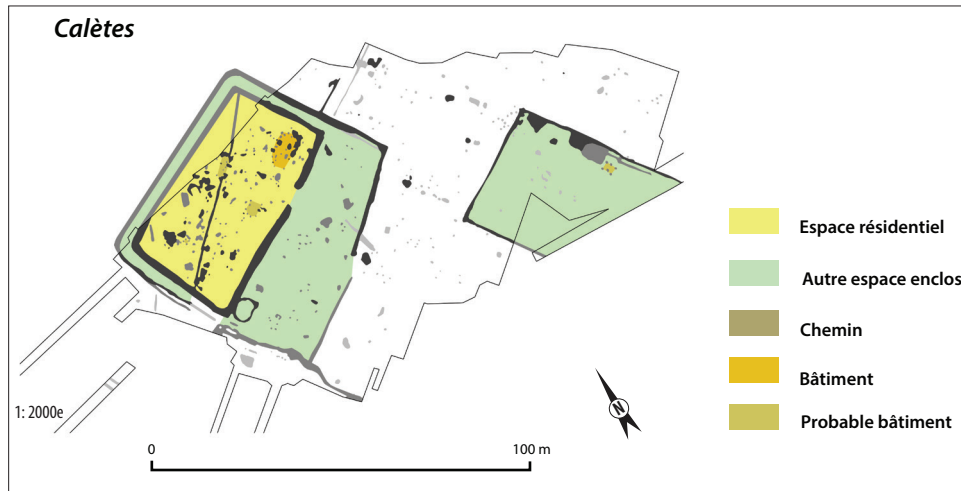 Calètes
Espace résidentiel
Autre espace enclos
Chemin
Bâtiment
Probable bâtiment
N
1: 2000e
0
100 m